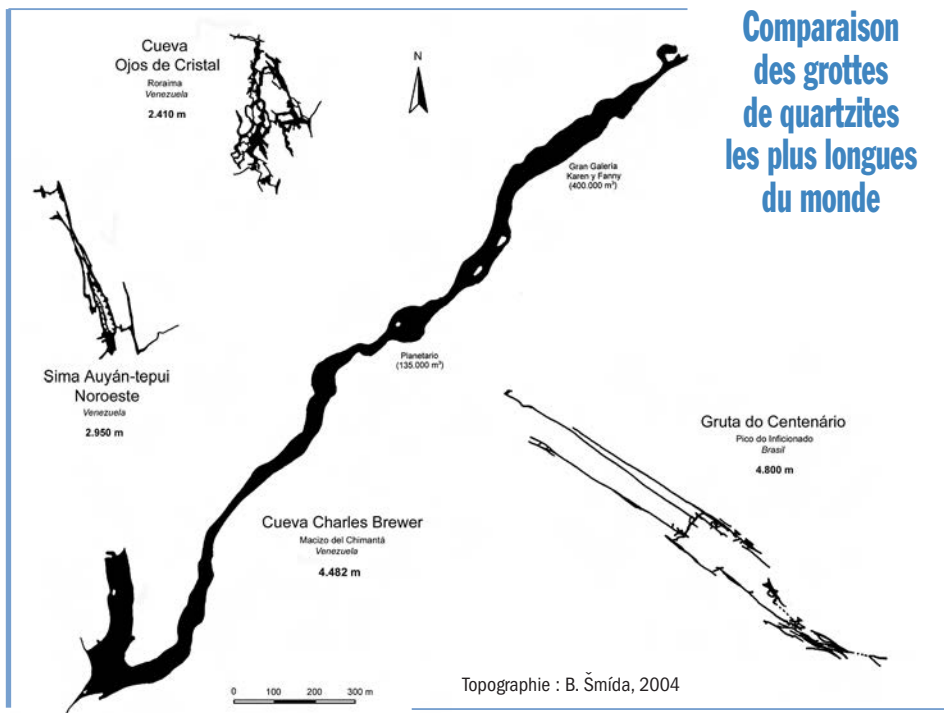 Comparaison
des grottes
de quartzites
les plus longues
du monde
Cueva
Ojos de Cristal
Roraima
Venezuela
2.410 m
N
Gran Galería
Karen y Fanny
(400.000 m³)
Planetario
(135.000 m³)
Sima Auyán-tepui
Noroeste
Venezuela
2.950 m
Gruta do Centenário
Pico do Inficionado
Brasil
4.800 m
Cueva Charles Brewer
Macizo del Chimantá
Venezuela
4.482 m
0 100 200 300 m
Topographie : B. Šmída, 2004